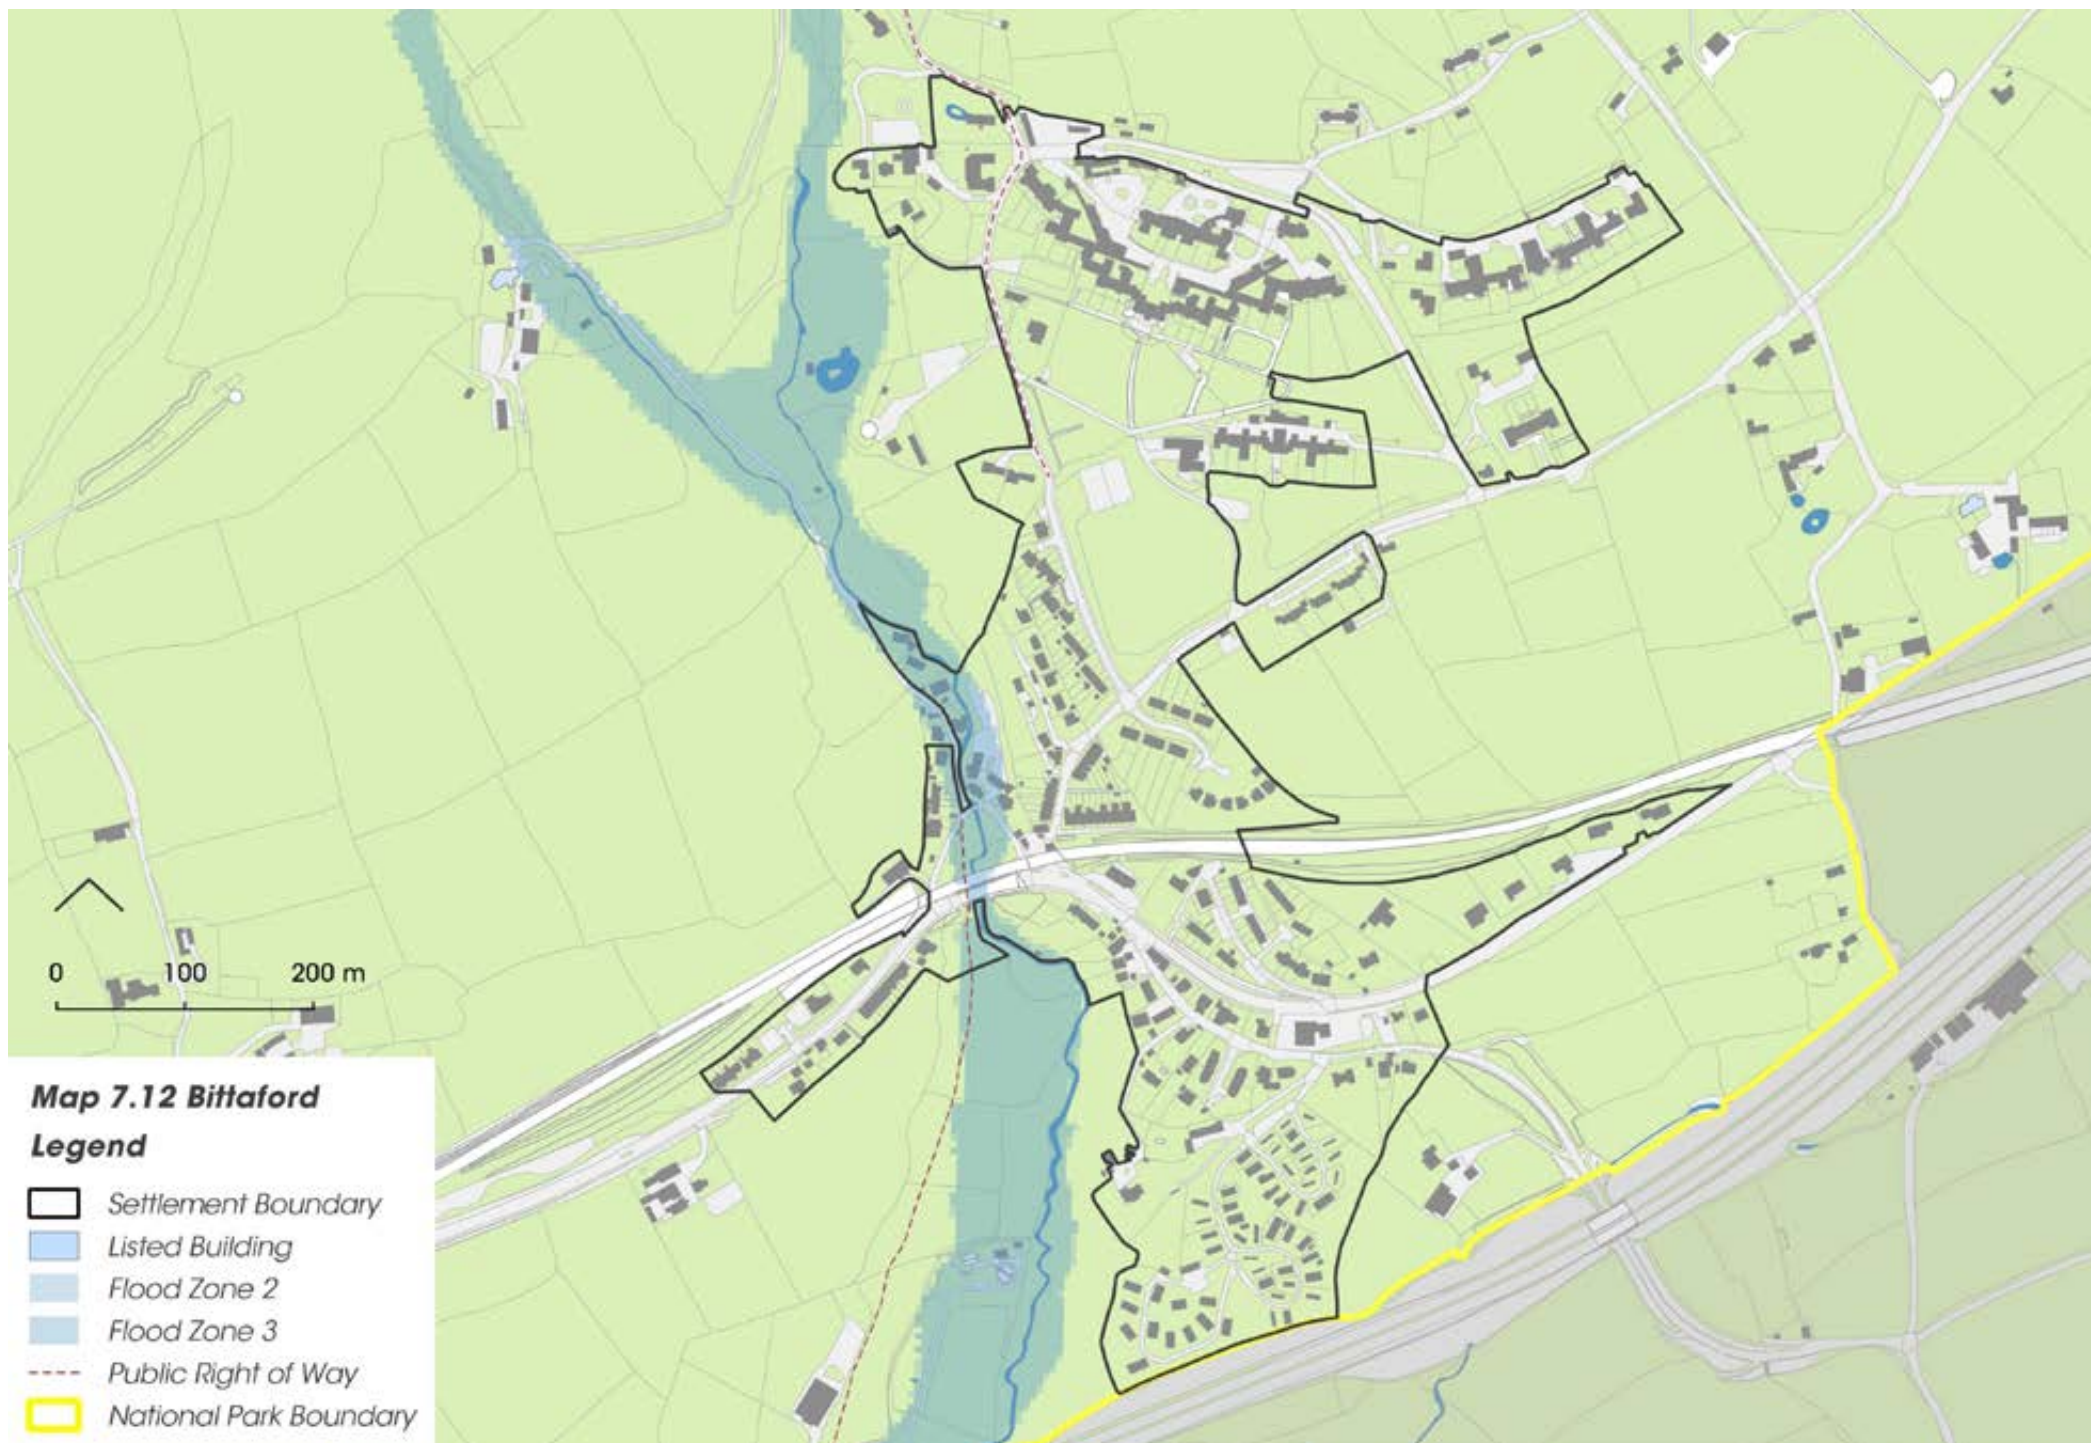 0 100 200 m
Map 7.12 Bittaford
Legend
Settlement Boundary
Listed Building
Flood Zone 2
Flood Zone 3
Public Right of Way
National Park Boundary